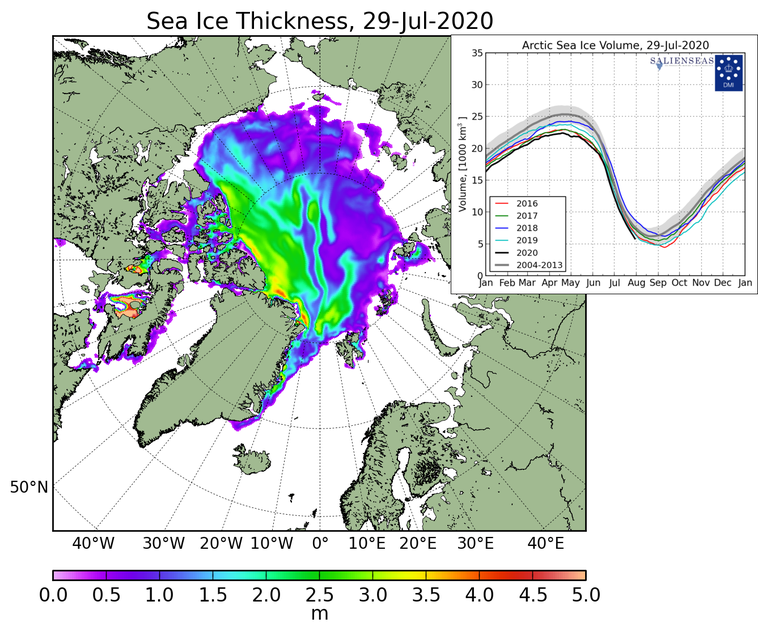 Sea Ice Thickness, 29-Jul-2020
Arctic Sea Ice Volume, 29-Jul-2020
SALIENSEAS
DMI
Volume, [1000 km³]
35
30
25
20
15
10
5
0
2016
2017
2018
2019
2020
2004-2013
Jan Feb Mar Apr May Jun Jul Aug Sep Oct Nov Dec Jan
50°N
40°W 30°W 20°W 10°W 0° 10°E 20°E 30°E 40°E
0.0 0.5 1.0 1.5 2.0 2.5 3.0 3.5 4.0 4.5 5.0
m